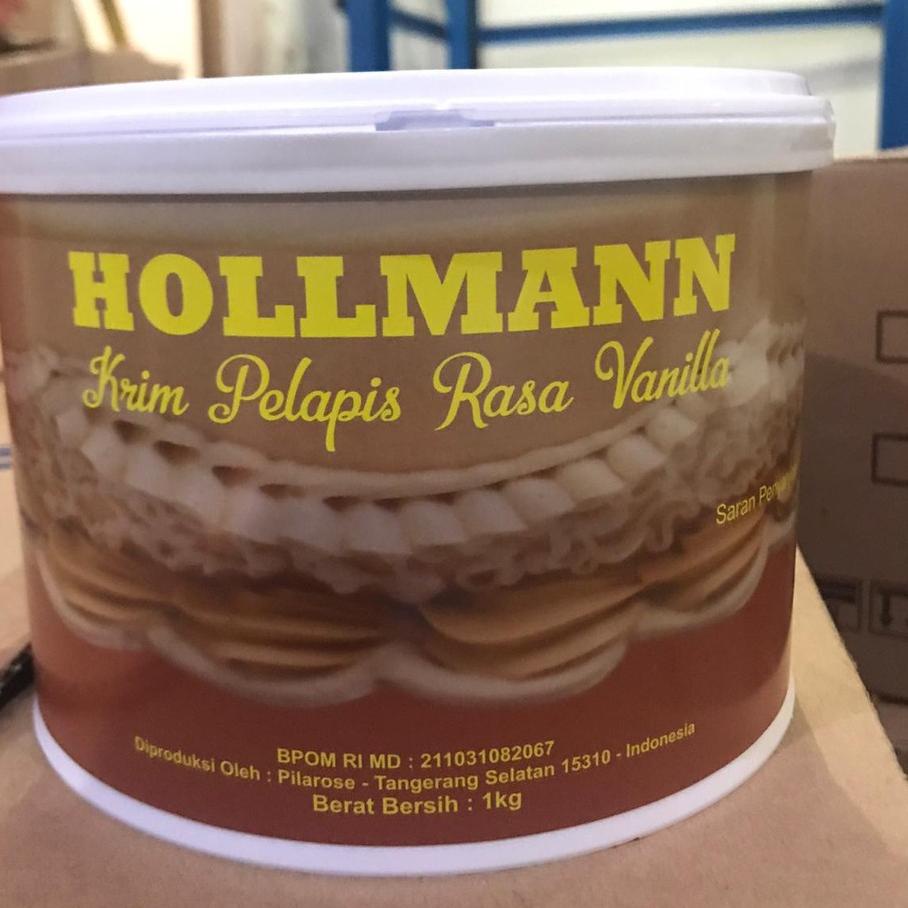 HOLLMANN
Krim Pelapis Rasa Vanilla
Saran
BPOM RI MD : 211031082067
Diproduksi Oleh : Pilarose - Tangerang Selatan 15310 - Indonesia
Berat Bersih : 1kg